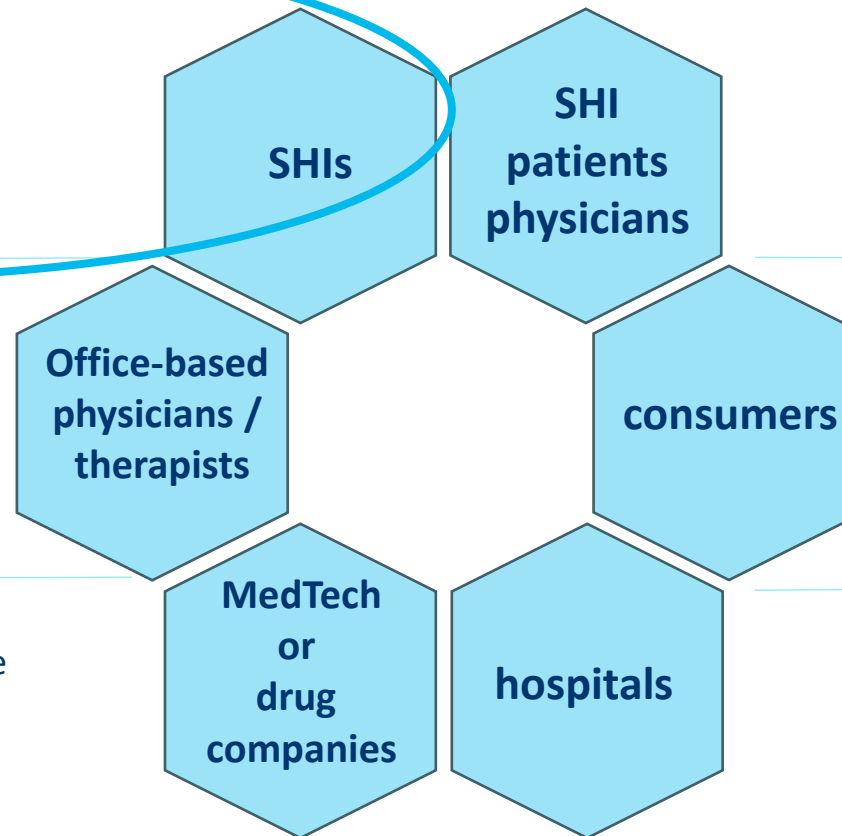 SHIs
SHI
patients
physicians
Office-based
physicians /
therapists
consumers
MedTech
or
drug
companies
hospitals
e